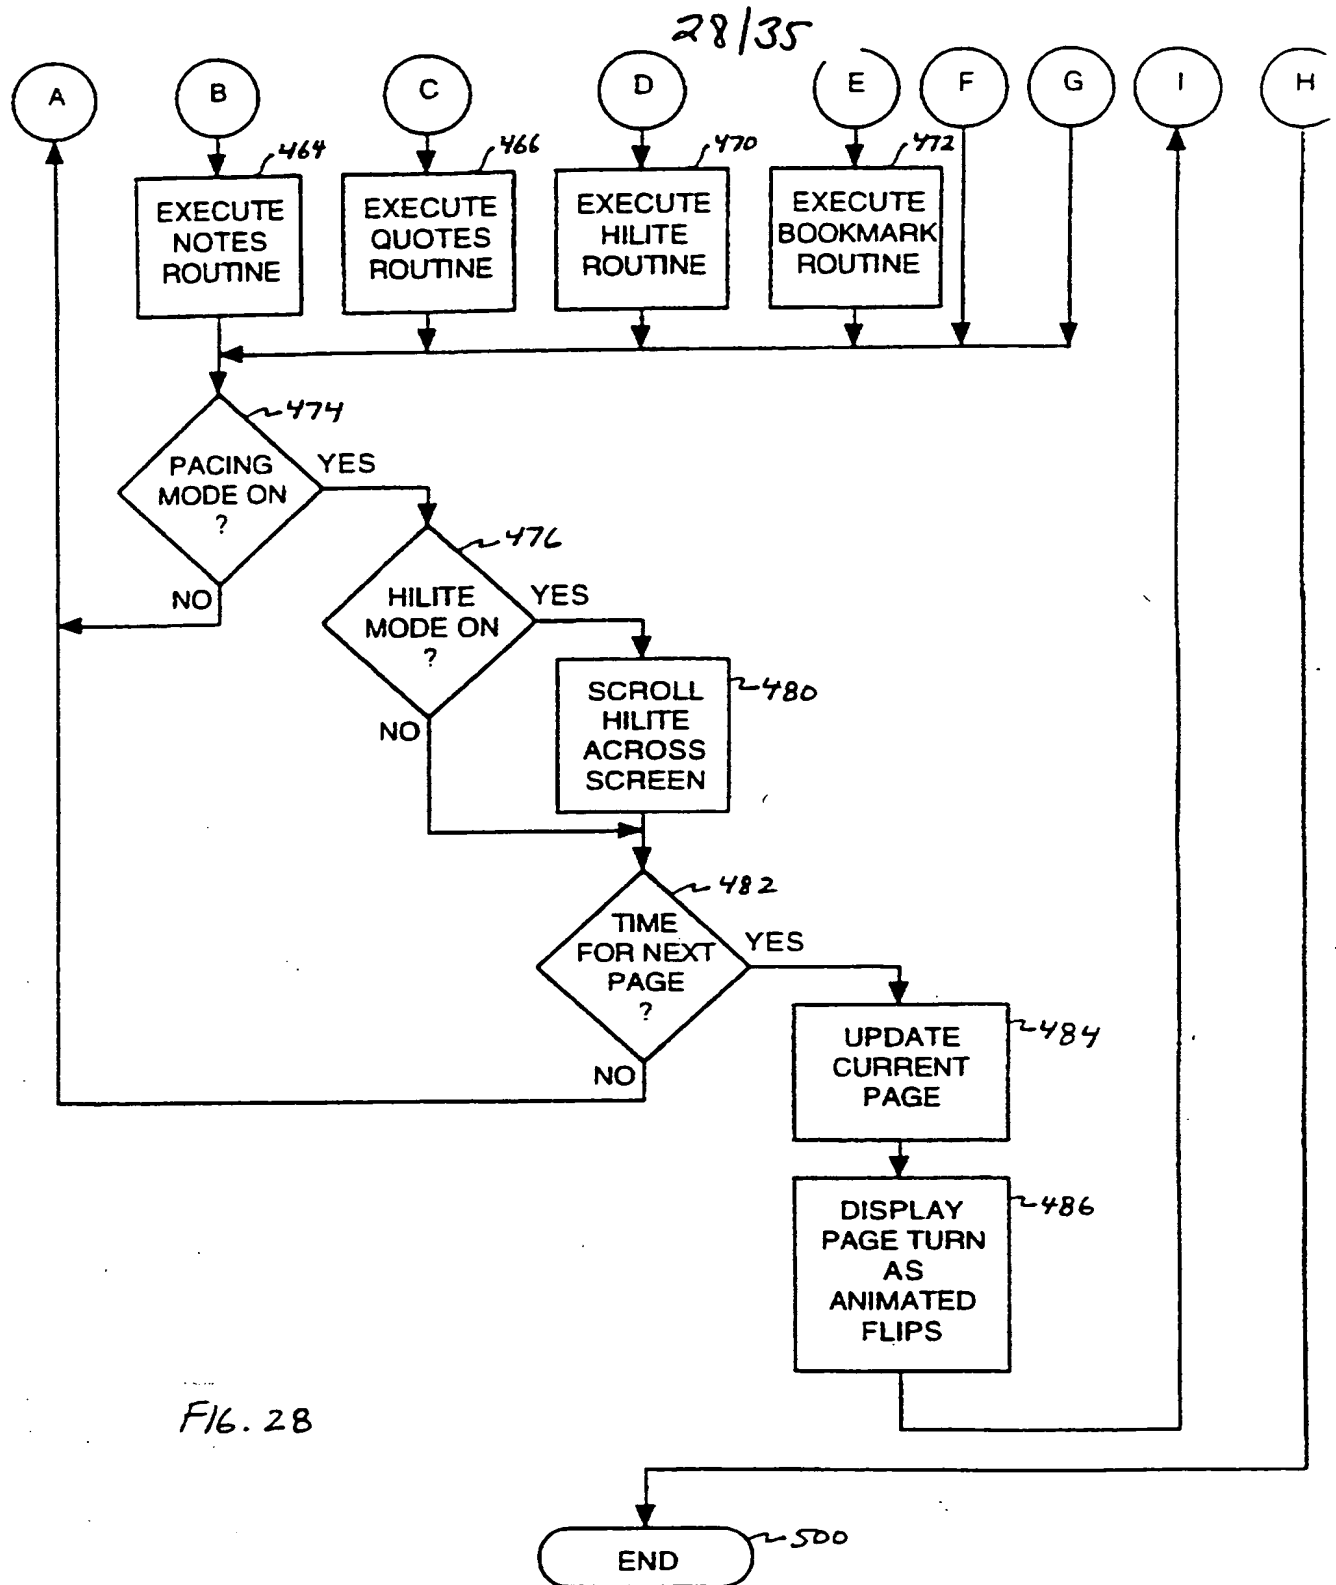 28/35
A B C D E F G I H
464
466
470
472
EXECUTE
NOTES
ROUTINE
EXECUTE
QUOTES
ROUTINE
EXECUTE
HILITE
ROUTINE
EXECUTE
BOOKMARK
ROUTINE
474
PACING
MODE ON
?
YES
NO
476
HILITE
MODE ON
?
YES
NO
480
SCROLL
HILITE
ACROSS
SCREEN
482
TIME
FOR NEXT
PAGE
?
YES
NO
484
UPDATE
CURRENT
PAGE
486
DISPLAY
PAGE TURN
AS
ANIMATED
FLIPS
FIG. 28
500
END